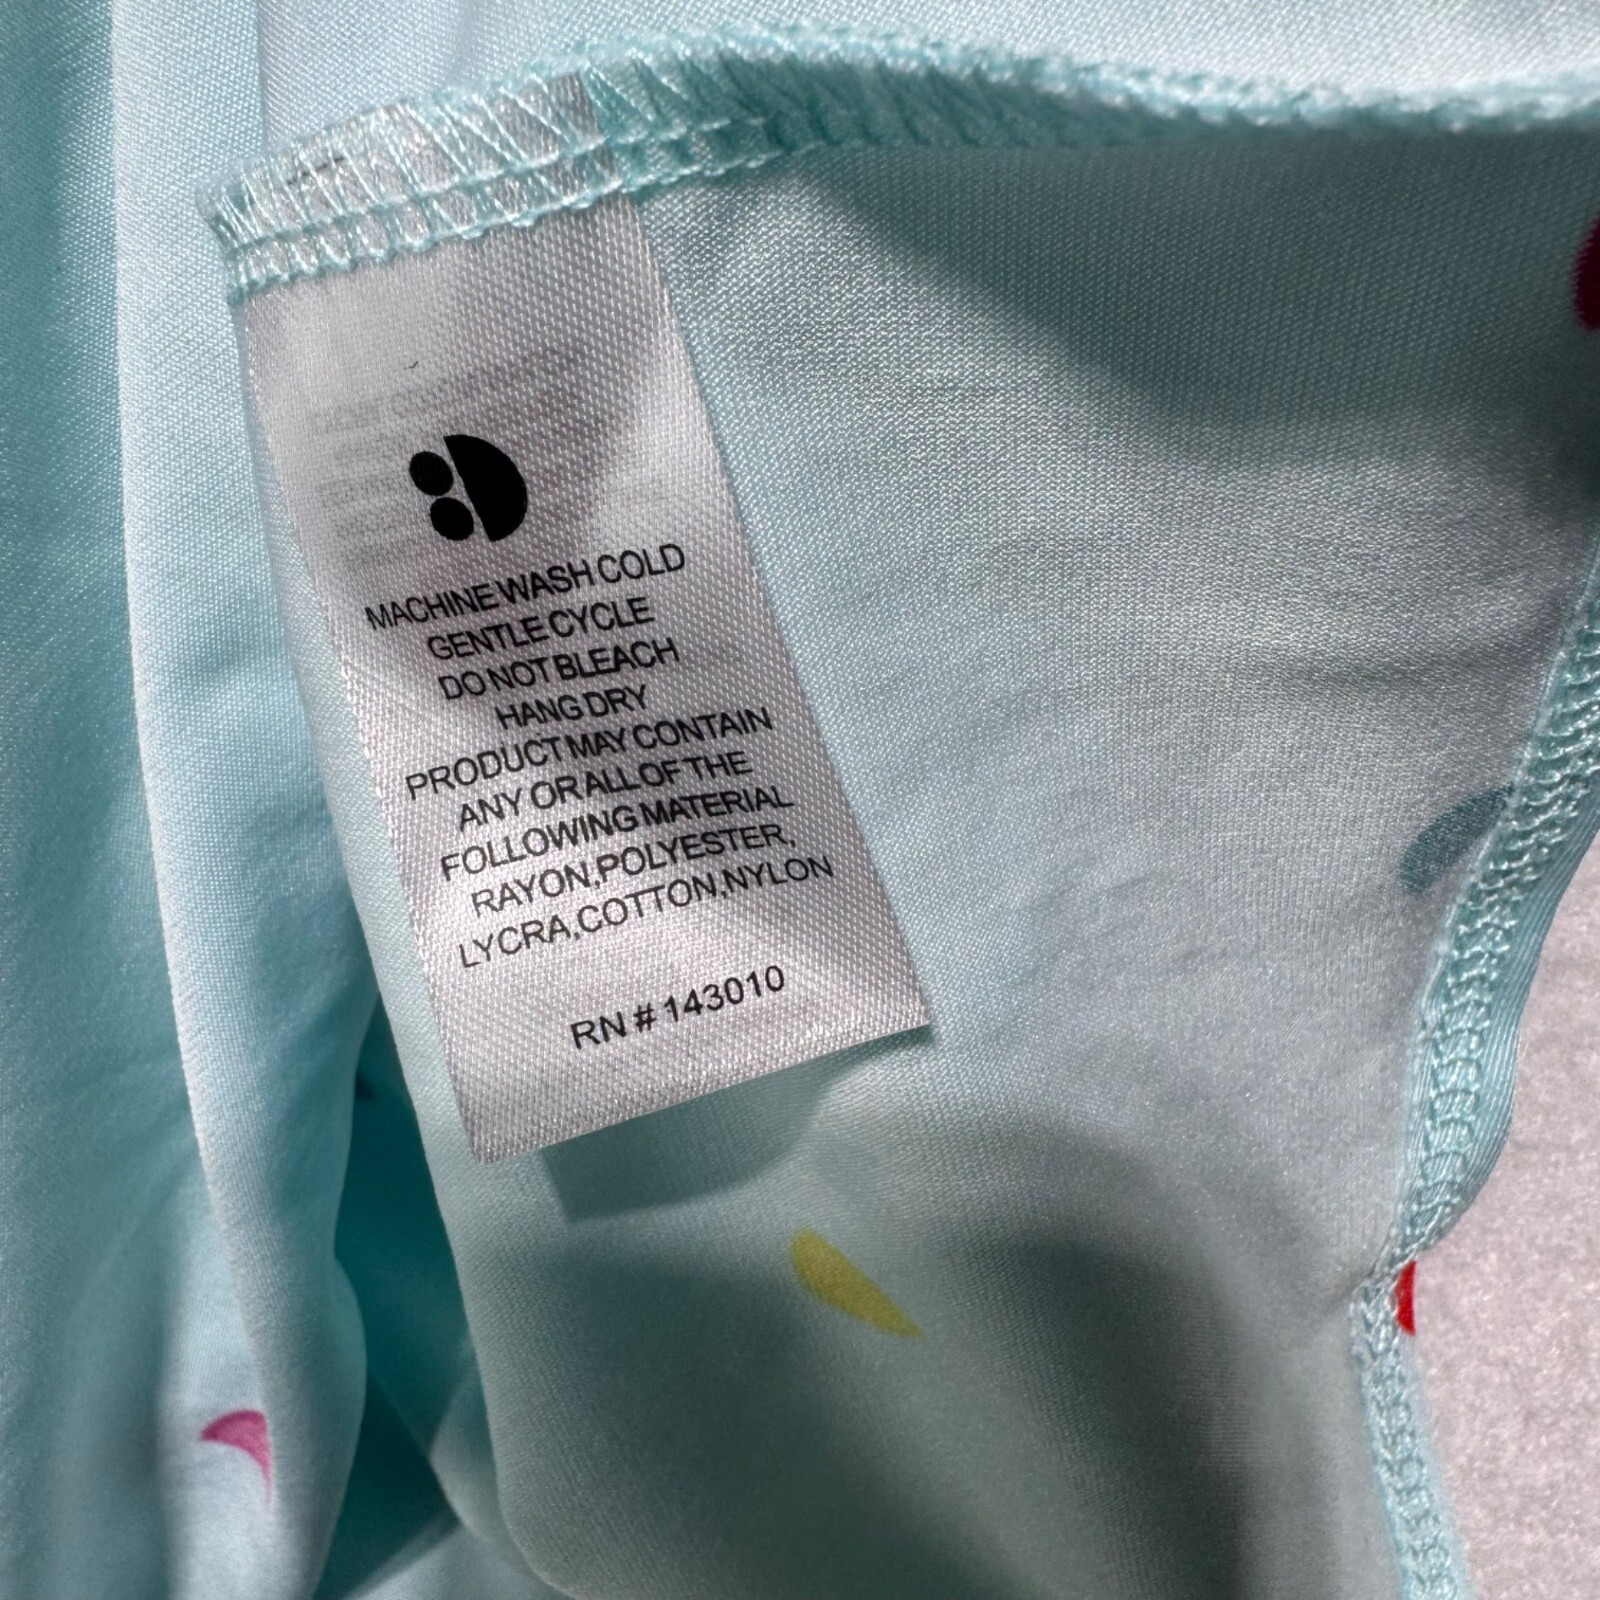 MACHINE WASH COLD
GENTLE CYCLE
DO NOT BLEACH
HANG DRY
PRODUCT MAY CONTAIN
ANY OR ALL OF THE
FOLLOWING MATERIAL
RAYON,POLYESTER,
LYCRA,COTTON,NYLON
RN # 143010